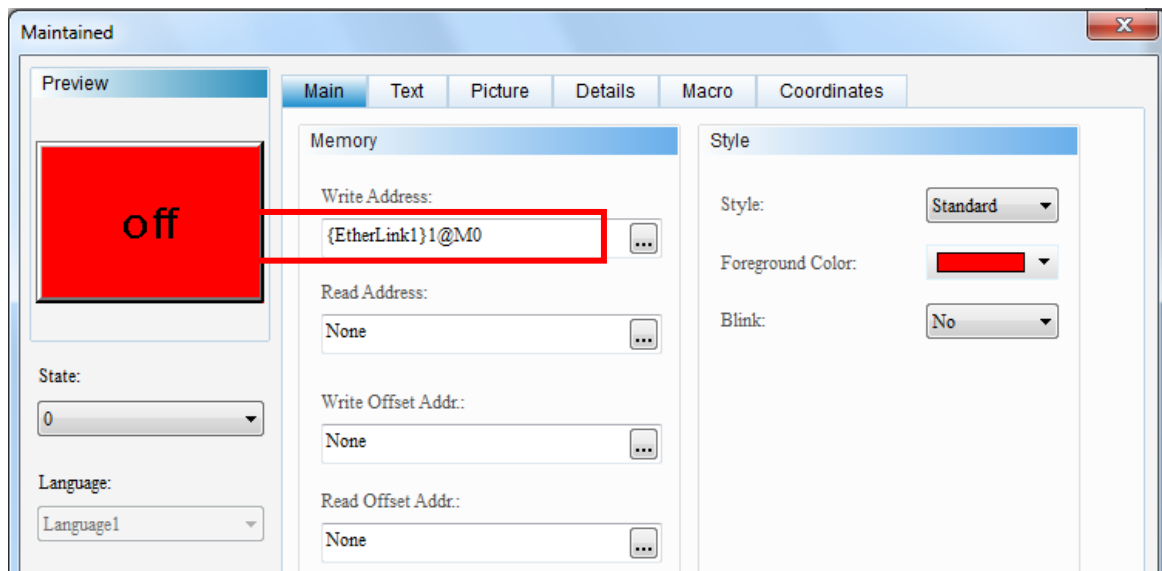 Maintained
X
Preview
off
State:
0
Language:
Language1
Main Text Picture Details Macro Coordinates
Memory
Write Address:
{EtherLink1}1@M0
...
Read Address:
None
...
Write Offset Addr.:
None
...
Read Offset Addr.:
None
...
Style
Style:
Standard
Foreground Color:
Blink:
No